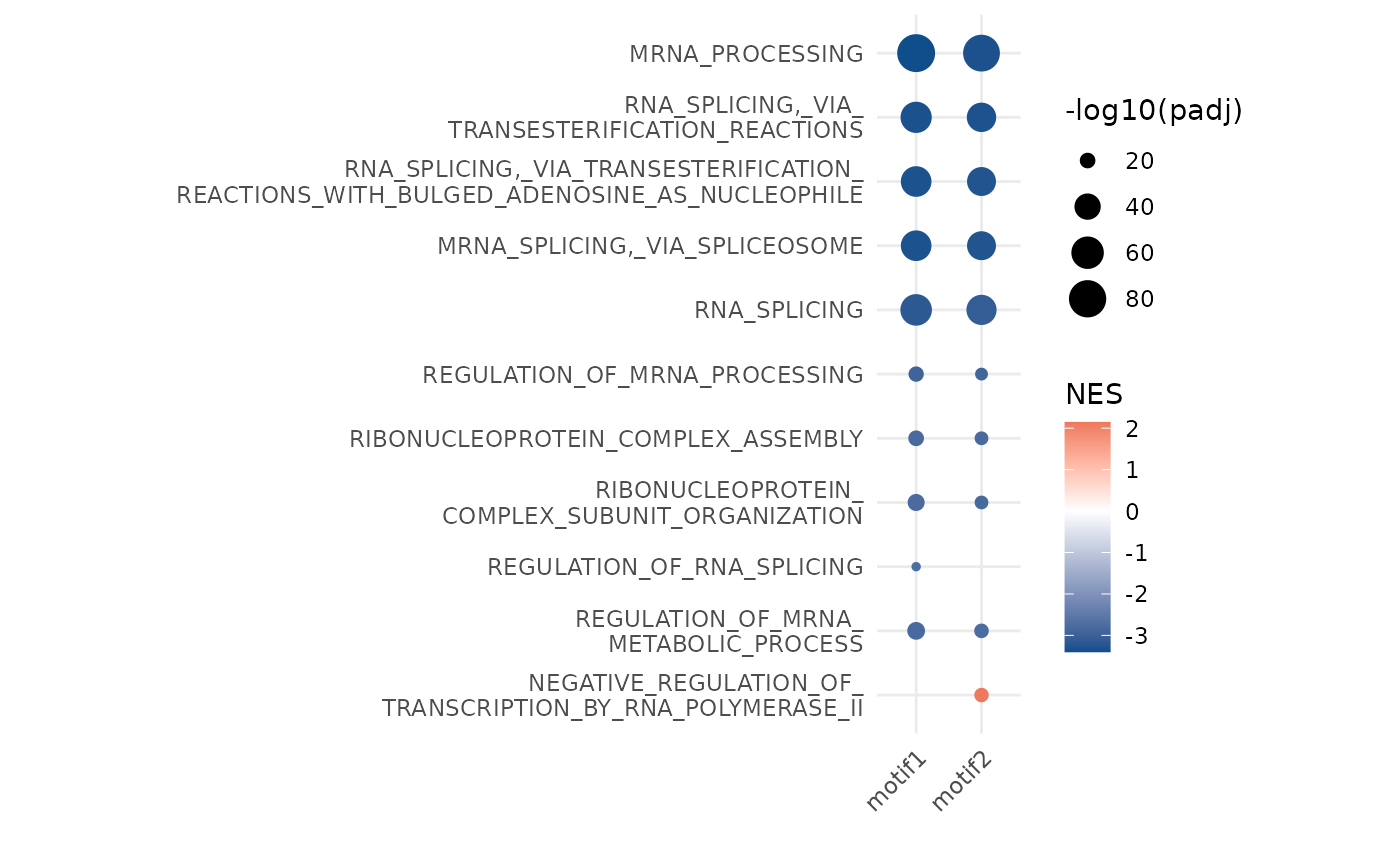 MRNA_PROCESSING
RNA_SPLICING,_VIA_
TRANSESTERIFICATION_REACTIONS
RNA_SPLICING,_VIA_TRANSESTERIFICATION_
REACTIONS_WITH_BULGED_ADENOSINE_AS_NUCLEOPHILE
MRNA_SPLICING,_VIA_SPLICEOSOME
RNA_SPLICING
REGULATION_OF_MRNA_PROCESSING
RIBONUCLEOPROTEIN_COMPLEX_ASSEMBLY
RIBONUCLEOPROTEIN_
COMPLEX_SUBUNIT_ORGANIZATION
REGULATION_OF_RNA_SPLICING
REGULATION_OF_MRNA_
METABOLIC_PROCESS
NEGATIVE_REGULATION_OF_
TRANSCRIPTION_BY_RNA_POLYMERASE_II
motif1
motif2
-log10(padj)
20
40
60
80
NES
2
1
0
-1
-2
-3